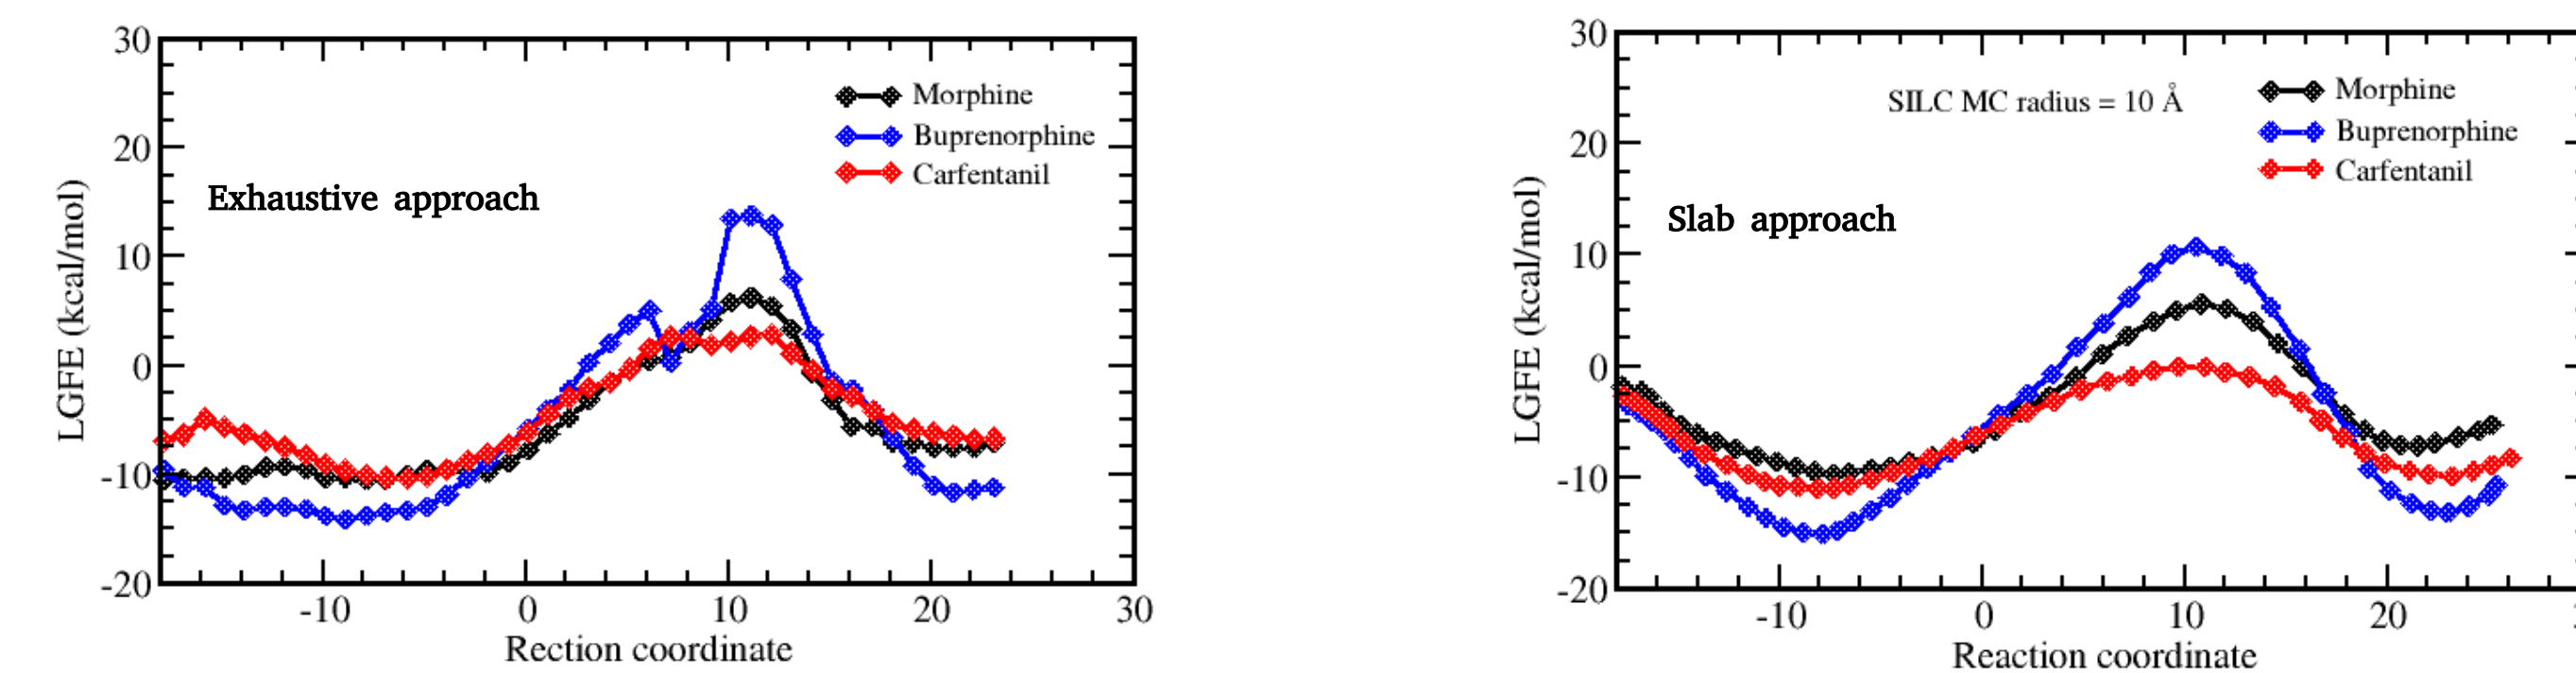 30
20
10
0
-10
-20
LGFE (kcal/mol)
Exhaustive approach
Morphine
Buprenorphine
Carfentanil
-10 0 10 20 30
Rection coordinate
30
20
10
0
-10
-20
LGFE (kcal/mol)
SILC MC radius = 10 Å
Slab approach
Morphine
Buprenorphine
Carfentanil
-10 0 10 20
Reaction coordinate